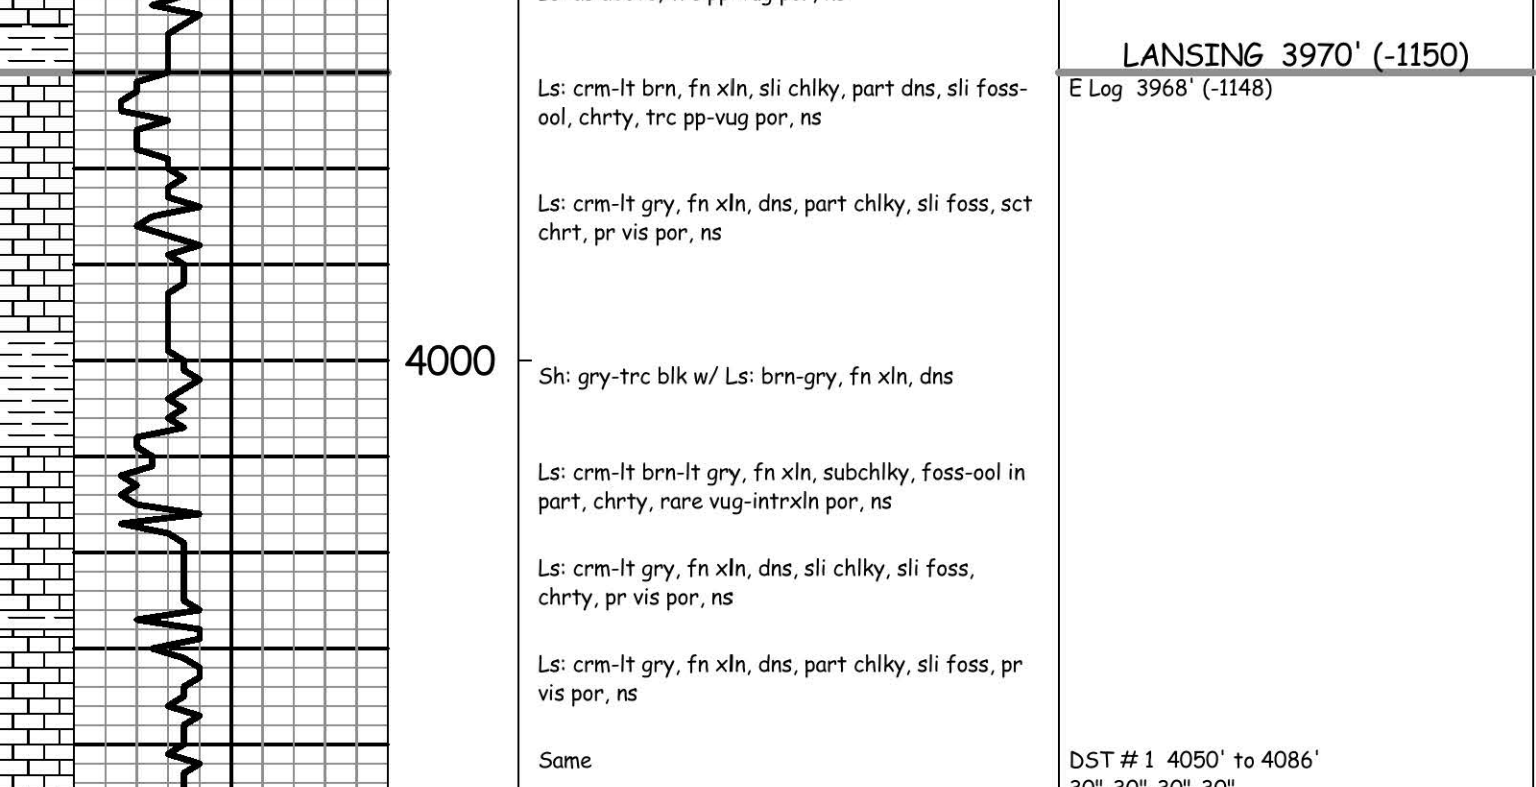 LANSING 3970' (-1150)
Ls: crm-lt brn, fn xln, sli chlky, part dns, sli foss-
ool, chrty, trc pp-vug por, ns
E Log 3968' (-1148)
Ls: crm-lt gry, fn xln, dns, part chlky, sli foss, sct
chrt, pr vis por, ns
4000
Sh: gry-trc blk w/ Ls: brn-gry, fn xln, dns
Ls: crm-lt brn-lt gry, fn xln, subchlky, foss-ool in
part, chrty, rare vug-intrxln por, ns
Ls: crm-lt gry, fn xln, dns, sli chlky, sli foss,
chrty, pr vis por, ns
Ls: crm-lt gry, fn xln, dns, part chlky, sli foss, pr
vis por, ns
Same
DST # 1 4050' to 4086'
30" 30" 30" 30"